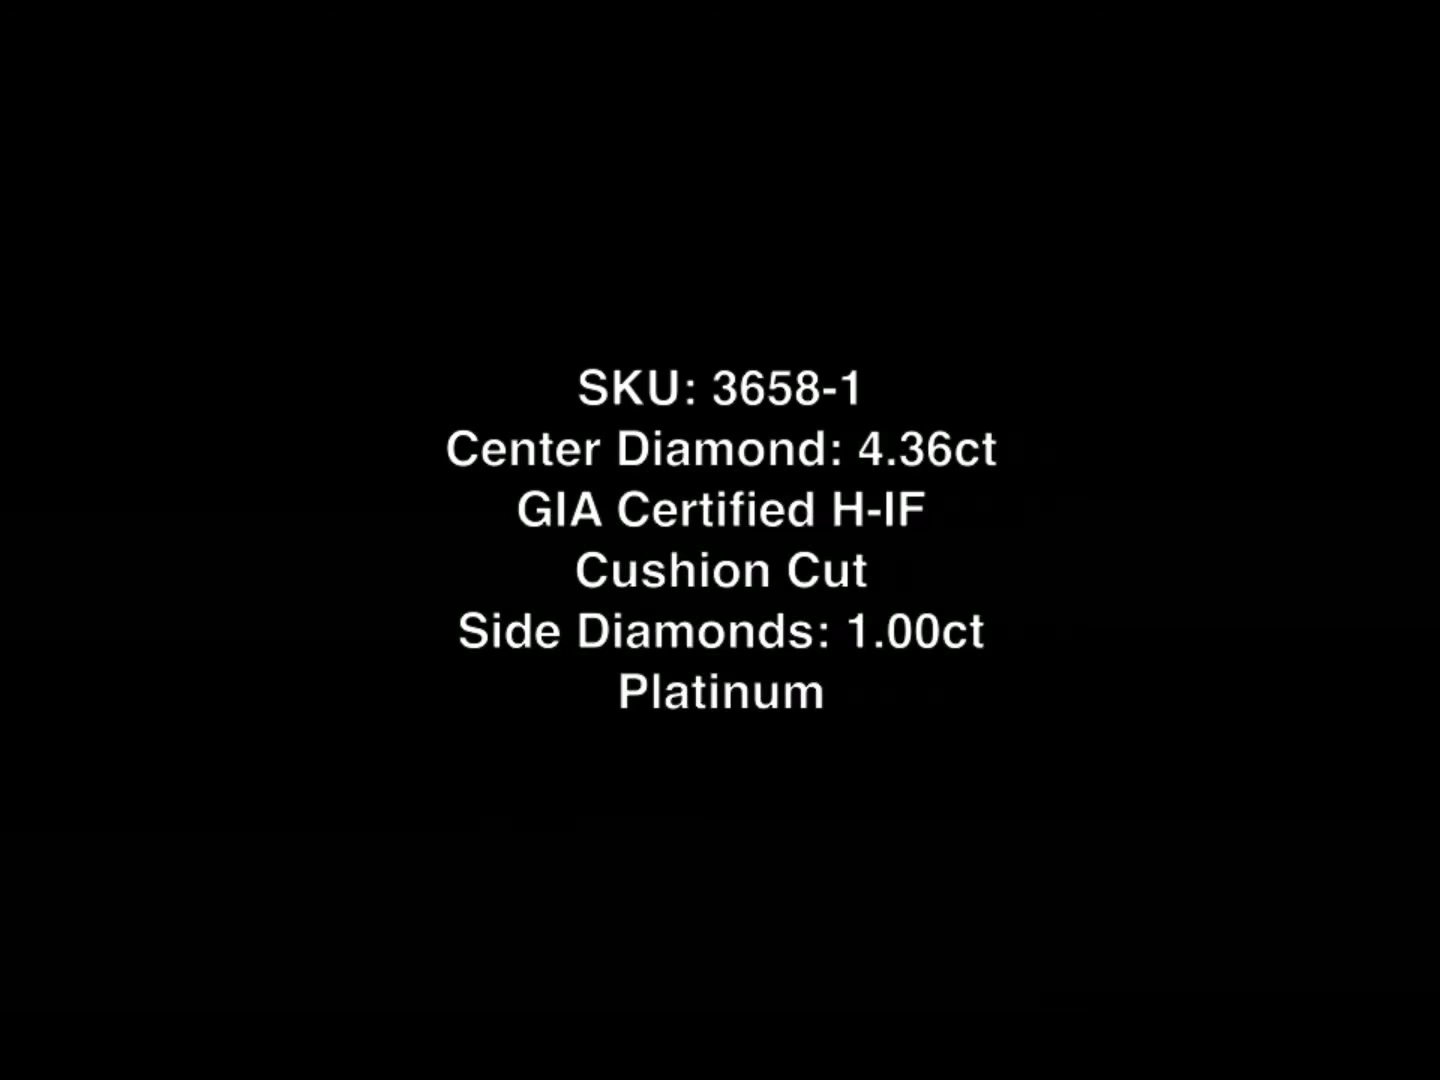 SKU: 3658-1
Center Diamond: 4.36ct
GIA Certified H-IF
Cushion Cut
Side Diamonds: 1.00ct
Platinum